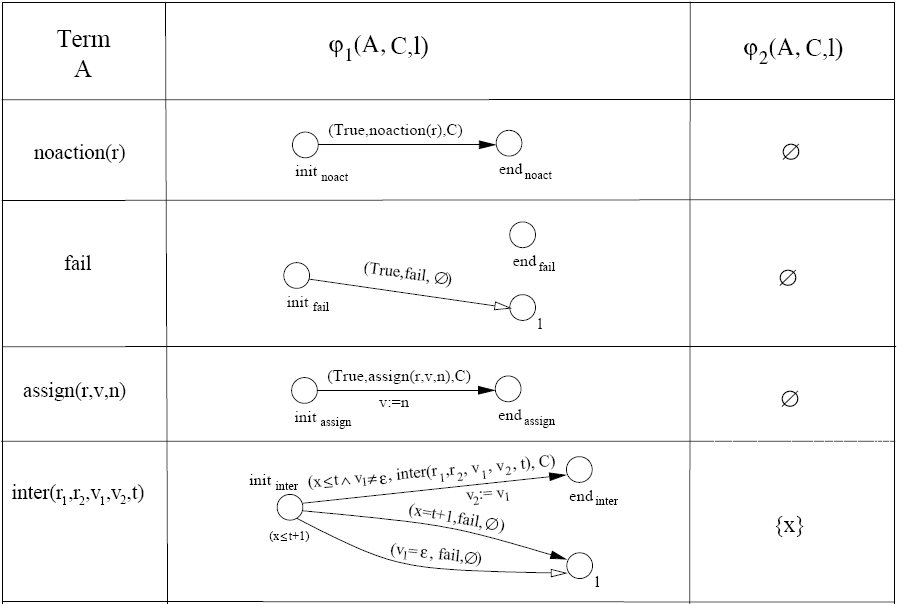 Term
A
φ1(A, C,l)
φ2(A, C,l)
noaction(r)
(True,noaction(r),C)
init noact
end noact
∅
fail
(True,fail, ∅)
init fail
end fail
l
∅
assign(r,v,n)
(True,assign(r,v,n),C)
v:=n
init assign
end assign
∅
inter(r1,r2,v1,v2,t)
init inter
(x≤t∧v1≠ε, inter(r1,r2, v1, v2, t), C)
v2:= v1
end inter
(x≤t+1)
(x=t+1,fail,∅)
(v1=ε, fail,∅)
l
{x}